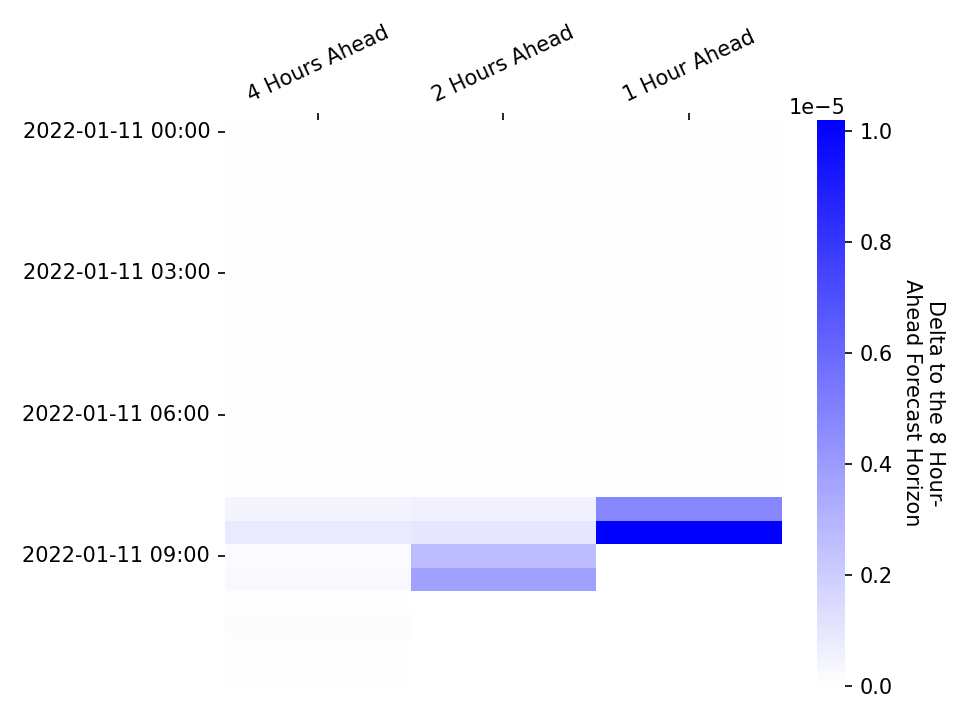 4 Hours Ahead
2 Hours Ahead
1 Hour Ahead
1e−5
2022-01-11 00:00
2022-01-11 03:00
2022-01-11 06:00
2022-01-11 09:00
1.0
0.8
0.6
0.4
0.2
0.0
Delta to the 8 Hour-
Ahead Forecast Horizon